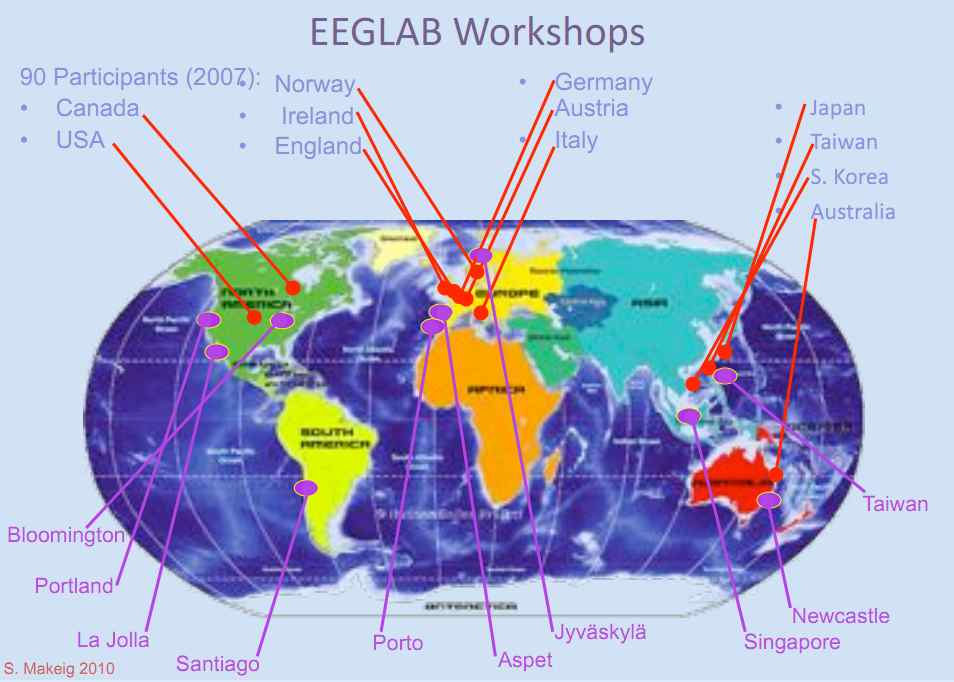 EEGLAB Workshops
90 Participants (2007):
• Canada
• USA
• Norway
• Ireland
• England
• Germany
Austria
• Italy
• Japan
• Taiwan
• S. Korea
• Australia
NORTH
AMERICA
EUROPE
ASIA
AFRICA
SOUTH
AMERICA
AUSTRALIA
ANTARCTICA
Bloomington
Portland
La Jolla
Santiago
Porto
Aspet
Jyväskylä
Singapore
Newcastle
Taiwan
S. Makeig 2010